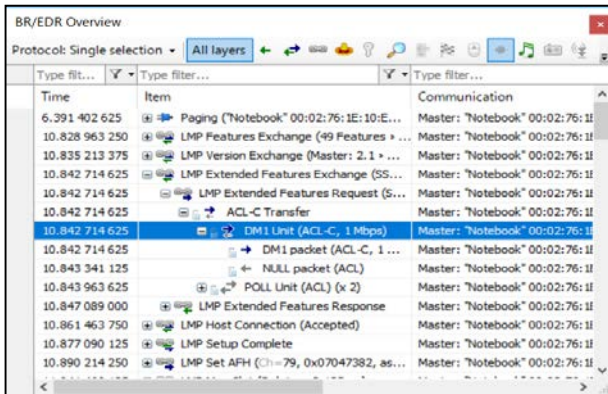 BR/EDR Overview
Protocol: Single selection All layers
Type filt... Type filter... Type filter...
Time Item Communication
6.391 402 625 Paging ("Notebook" 00:02:76:1E:10:E... Master: "Notebook" 00:02:76:1E
10.828 963 250 LMP Features Exchange (49 Features ... Master: "Notebook" 00:02:76:1E
10.835 213 375 LMP Version Exchange (Master: 2.1 ... Master: "Notebook" 00:02:76:1E
10.842 714 625 LMP Extended Features Exchange (SS... Master: "Notebook" 00:02:76:1E
10.842 714 625 LMP Extended Features Request (S... Master: "Notebook" 00:02:76:1E
10.842 714 625 ACL-C Transfer Master: "Notebook" 00:02:76:1E
10.842 714 625 DM1 Unit (ACL-C, 1 Mbps) Master: "Notebook" 00:02:76:1E
10.842 714 625 DM1 packet (ACL-C, 1 ... Master: "Notebook" 00:02:76:1E
10.843 341 125 NULL packet (ACL) Master: "Notebook" 00:02:76:1E
10.843 963 625 POLL Unit (ACL) (x 2) Master: "Notebook" 00:02:76:1E
10.847 089 000 LMP Extended Features Response Master: "Notebook" 00:02:76:1E
10.861 463 750 LMP Host Connection (Accepted) Master: "Notebook" 00:02:76:1E
10.877 090 125 LMP Setup Complete Master: "Notebook" 00:02:76:1E
10.890 214 250 LMP Set AFH (Ch=79, 0x07047382, as... Master: "Notebook" 00:02:76:1E